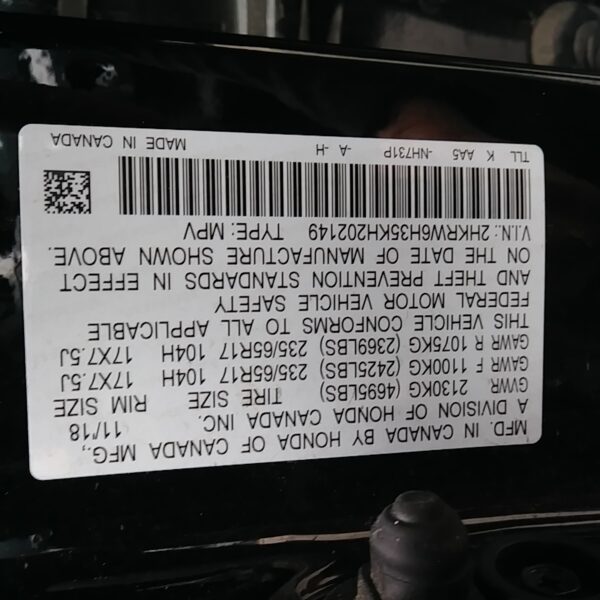 MFD. IN CANADA BY HONDA OF CANADA MFG.,
A DIVISION OF HONDA CANADA INC. 11/18
GVWR 2130KG (4695LBS) TIRE SIZE RIM SIZE
GAWR F 1100KG (2425LBS) 235/65R17 104H 17X7.5J
GAWR R 1075KG (2369LBS) 235/65R17 104H 17X7.5J
THIS VEHICLE CONFORMS TO ALL APPLICABLE
FEDERAL MOTOR VEHICLE SAFETY
AND THEFT PREVENTION STANDARDS IN EFFECT
ON THE DATE OF MANUFACTURE SHOWN ABOVE.
V.I.N.: 2HKRW6H35KH202149 TYPE: MPV
TLL K AA5 -NH731P -A -H MADE IN CANADA